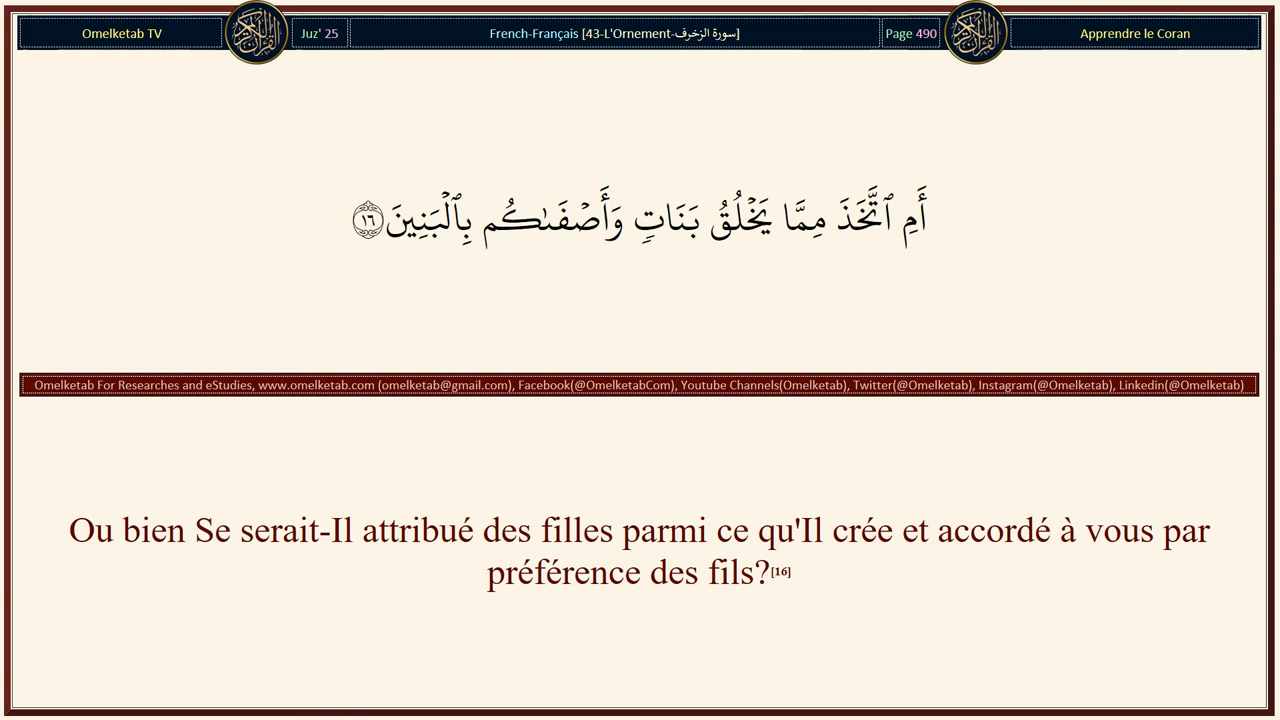 Omelketab TV
Juz' 25
French-Français [43-L'Ornement-سورة الزخرف]
Page 490
Apprendre le Coran
أَمِ ٱتَّخَذَ مِمَّا يَخْلُقُ بَنَاتٍۢ وَأَصْفَىٰكُم بِٱلْبَنِينَ ١٦
Omelketab For Researches and eStudies, www.omelketab.com (omelketab@gmail.com), Facebook(@OmelketabCom), Youtube Channels(Omelketab), Twitter(@Omelketab), Instagram(@Omelketab), Linkedin(@Omelketab)
Ou bien Se serait-Il attribué des filles parmi ce qu'Il crée et accordé à vous par
préférence des fils?[16]